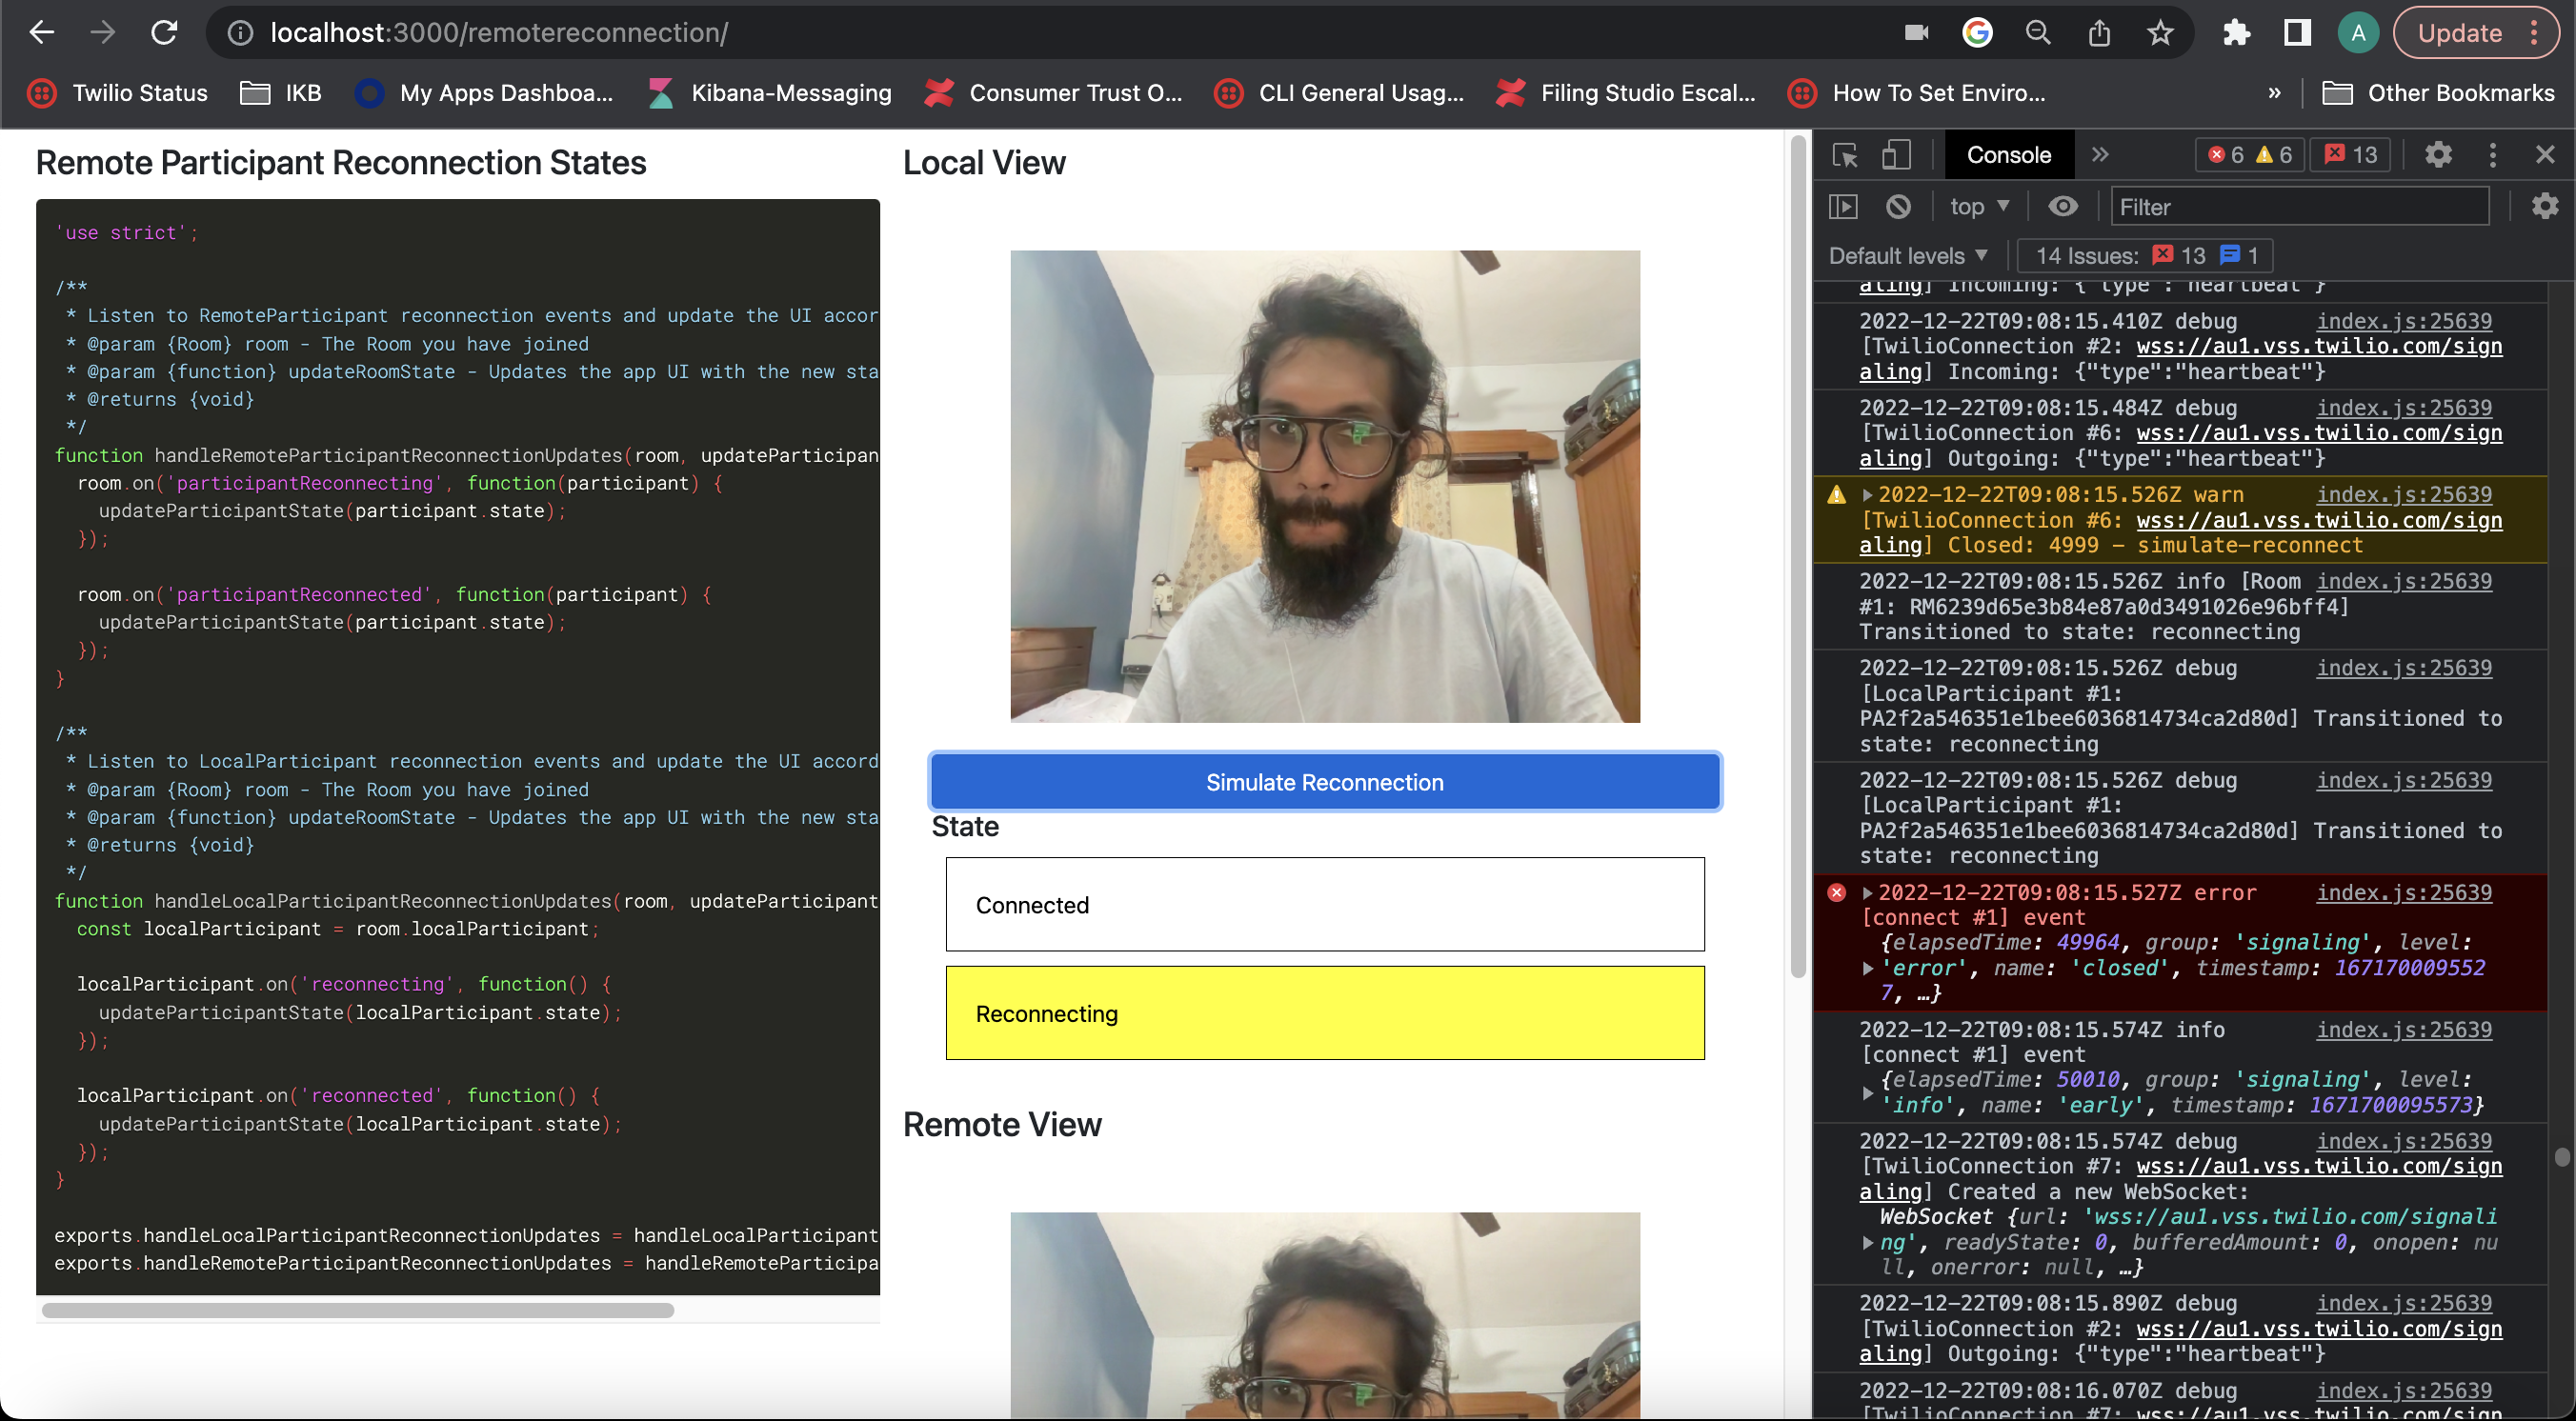 localhost:3000/remotereconnection/
A
Update
Twilio Status
IKB
My Apps Dashboa...
Kibana-Messaging
Consumer Trust O...
CLI General Usag...
Filing Studio Escal...
How To Set Enviro...
»
Other Bookmarks
Remote Participant Reconnection States
'use strict';
/**
 * Listen to RemoteParticipant reconnection events and update the UI accor
 * @param {Room} room - The Room you have joined
 * @param {function} updateRoomState - Updates the app UI with the new sta
 * @returns {void}
 */
function handleRemoteParticipantReconnectionUpdates(room, updateParticipan
  room.on('participantReconnecting', function(participant) {
    updateParticipantState(participant.state);
  });
  room.on('participantReconnected', function(participant) {
    updateParticipantState(participant.state);
  });
}
/**
 * Listen to LocalParticipant reconnection events and update the UI accord
 * @param {Room} room - The Room you have joined
 * @param {function} updateRoomState - Updates the app UI with the new sta
 * @returns {void}
 */
function handleLocalParticipantReconnectionUpdates(room, updateParticipant
  const localParticipant = room.localParticipant;
  localParticipant.on('reconnecting', function() {
    updateParticipantState(localParticipant.state);
  });
  localParticipant.on('reconnected', function() {
    updateParticipantState(localParticipant.state);
  });
}
exports.handleLocalParticipantReconnectionUpdates = handleLocalParticipant
exports.handleRemoteParticipantReconnectionUpdates = handleRemoteParticipa
Local View
Simulate Reconnection
State
Connected
Reconnecting
Remote View
Console
»
6
6
13
top
Filter
Default levels
14 Issues: 13 1
aling] Incoming: {"type":"heartbeat"}
2022-12-22T09:08:15.410Z debug index.js:25639
[TwilioConnection #2: wss://au1.vss.twilio.com/sign
aling] Incoming: {"type":"heartbeat"}
2022-12-22T09:08:15.484Z debug index.js:25639
[TwilioConnection #6: wss://au1.vss.twilio.com/sign
aling] Outgoing: {"type":"heartbeat"}
2022-12-22T09:08:15.526Z warn index.js:25639
[TwilioConnection #6: wss://au1.vss.twilio.com/sign
aling] Closed: 4999 - simulate-reconnect
2022-12-22T09:08:15.526Z info [Room index.js:25639
#1: RM6239d65e3b84e87a0d3491026e96bff4]
Transitioned to state: reconnecting
2022-12-22T09:08:15.526Z debug index.js:25639
[LocalParticipant #1:
PA2f2a546351e1bee6036814734ca2d80d] Transitioned to
state: reconnecting
2022-12-22T09:08:15.526Z debug index.js:25639
[LocalParticipant #1:
PA2f2a546351e1bee6036814734ca2d80d] Transitioned to
state: reconnecting
2022-12-22T09:08:15.527Z error index.js:25639
[connect #1] event
{elapsedTime: 49964, group: 'signaling', level:
'error', name: 'closed', timestamp: 167170009552
7, …}
2022-12-22T09:08:15.574Z info index.js:25639
[connect #1] event
{elapsedTime: 50010, group: 'signaling', level:
'info', name: 'early', timestamp: 1671700095573}
2022-12-22T09:08:15.574Z debug index.js:25639
[TwilioConnection #7: wss://au1.vss.twilio.com/sign
aling] Created a new WebSocket:
WebSocket {url: 'wss://au1.vss.twilio.com/signali
ng', readyState: 0, bufferedAmount: 0, onopen: nu
ll, onerror: null, …}
2022-12-22T09:08:15.890Z debug index.js:25639
[TwilioConnection #2: wss://au1.vss.twilio.com/sign
aling] Outgoing: {"type":"heartbeat"}
2022-12-22T09:08:16.070Z debug index.js:25639
[TwilioConnection #7: wss://au1.vss.twilio.com/sign